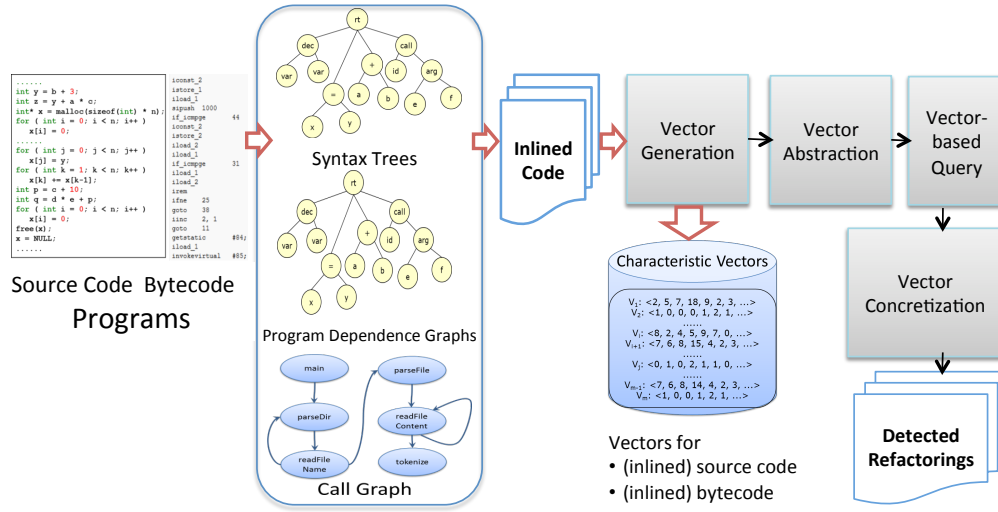 ......
int y = b + 3;
int z = y + a * c;
int* x = malloc(sizeof(int) * n);
for ( int i = 0; i < n; i++ )
x[i] = 0;
......
for ( int j = 0; j < n; j++ )
x[j] = y;
for ( int k = 1; k < n; k++ )
x[k] += x[k-1];
int p = c + 10;
int q = d * e + p;
for ( int i = 0; i < n; i++ )
x[i] = 0;
free(x);
x = NULL;
......
iconst_2
istore_1
iload_1
sipush 1000
if_icmpge 44
iconst_2
istore_2
iload_2
iload_1
if_icmpge 31
iload_1
iload_2
irem
ifne 25
goto 38
iinc 2, 1
goto 11
getstatic #84;
iload_1
invokevirtual #85;
Source Code Bytecode
Programs
rt
dec
call
var
var
+
id
arg
=
a
b
e
f
x
y
Syntax Trees
rt
dec
call
var
var
+
id
arg
=
a
b
e
f
x
y
Program Dependence Graphs
main
parseFile
parseDir
readFile
Content
readFile
Name
tokenize
Call Graph
Inlined
Code
Vector
Generation
Vector
Abstraction
Vector-
based
Query
Characteristic Vectors
V1: <2, 5, 7, 18, 9, 2, 3, ...>
V2: <1, 0, 0, 0, 1, 2, 1, ...>
......
Vi: <8, 2, 4, 5, 9, 7, 0, ...>
Vi+1: <7, 6, 8, 15, 4, 2, 3, ...>
......
Vj: <0, 1, 0, 2, 1, 1, 0, ...>
......
Vm-1: <7, 6, 8, 14, 4, 2, 3, ...>
Vm: <1, 0, 0, 1, 2, 1, ...>
Vector
Concretization
Vectors for
• (inlined) source code
• (inlined) bytecode
Detected
Refactorings